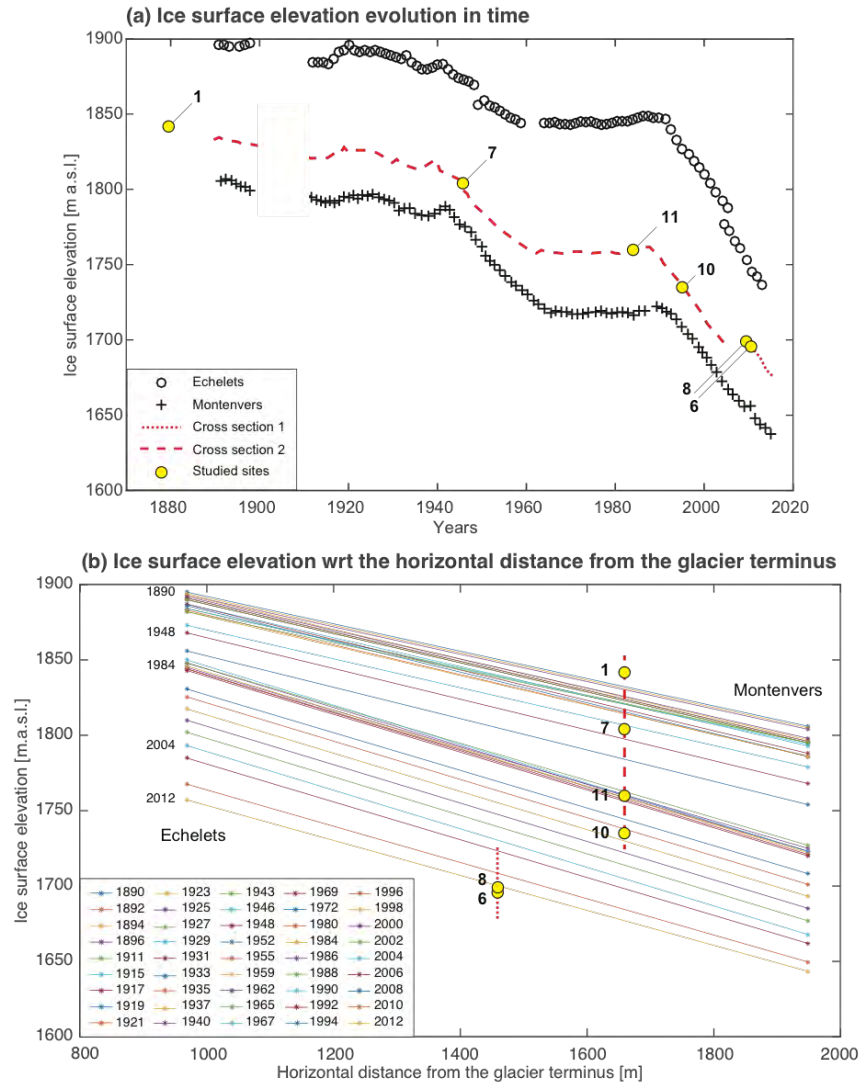 (a) Ice surface elevation evolution in time
Ice surface elevation [m a.s.l.]
1900
1850
1800
1750
1700
1650
1600
1
7
11
10
8
6
Echelets
Montenvers
Cross section 1
Cross section 2
Studied sites
1880 1900 1920 1940 1960 1980 2000 2020
Years
(b) Ice surface elevation wrt the horizontal distance from the glacier terminus
Ice surface elevation [m.a.s.l.]
1900
1850
1800
1750
1700
1650
1600
1890
1948
1984
2004
2012
1
Montenvers
7
11
10
Echelets
8
6
1890 1923 1943 1969 1996
1892 1925 1946 1972 1998
1894 1927 1948 1980 2000
1896 1929 1952 1984 2002
1911 1931 1955 1986 2004
1915 1933 1959 1988 2006
1917 1935 1962 1990 2008
1919 1937 1965 1992 2010
1921 1940 1967 1994 2012
800 1000 1200 1400 1600 1800 2000
Horizontal distance from the glacier terminus [m]